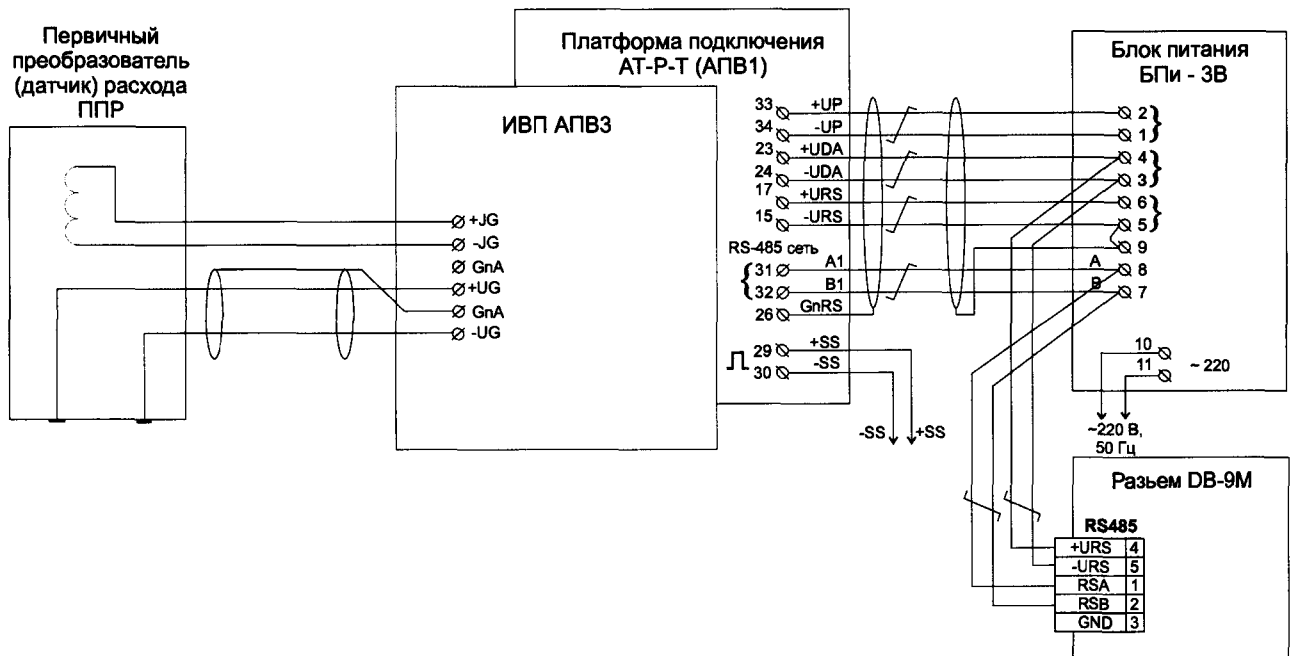 Первичный
преобразователь
(датчик) расхода
ППР
ИВП АПВ3
+JG
-JG
GnA
+UG
GnA
-UG
Платформа подключения
АТ-Р-Т (АПВ1)
33 +UP
34 -UP
23 +UDA
24 -UDA
17 +URS
15 -URS
RS-485 сеть
31 A1
32 B1
26 GnRS
29 +SS
30 -SS
-SS +SS
Блок питания
БПи - 3В
2
1
4
3
6
5
9
A 8
B 7
10
11
~ 220
~220 В,
50 Гц
Разьем DB-9M
RS485
+URS 4
-URS 5
RSA 1
RSB 2
GND 3